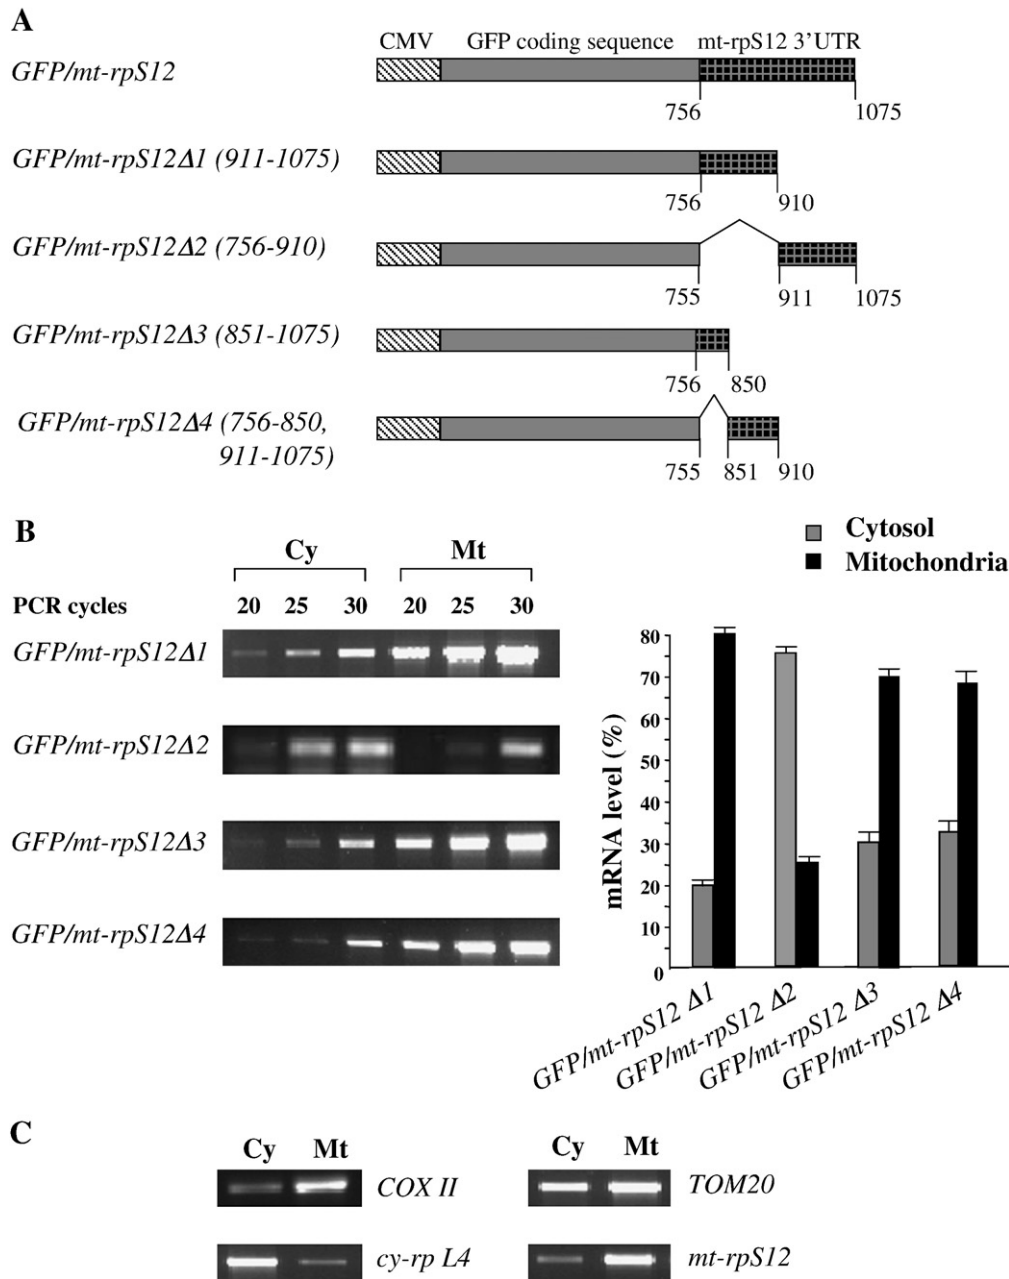 A
CMV GFP coding sequence mt-rpS12 3'UTR
GFP/mt-rpS12
756 1075
GFP/mt-rpS12Δ1 (911-1075)
756 910
GFP/mt-rpS12Δ2 (756-910)
755 911 1075
GFP/mt-rpS12Δ3 (851-1075)
756 850
GFP/mt-rpS12Δ4 (756-850,
911-1075)
755 851 910
B
Cy Mt
PCR cycles 20 25 30 20 25 30
GFP/mt-rpS12Δ1
GFP/mt-rpS12Δ2
GFP/mt-rpS12Δ3
GFP/mt-rpS12Δ4
Cytosol
Mitochondria
mRNA level (%)
80
70
60
50
40
30
20
10
0
GFP/mt-rpS12 Δ1
GFP/mt-rpS12 Δ2
GFP/mt-rpS12 Δ3
GFP/mt-rpS12 Δ4
C
Cy Mt
COX II
cy-rp L4
Cy Mt
TOM20
mt-rpS12